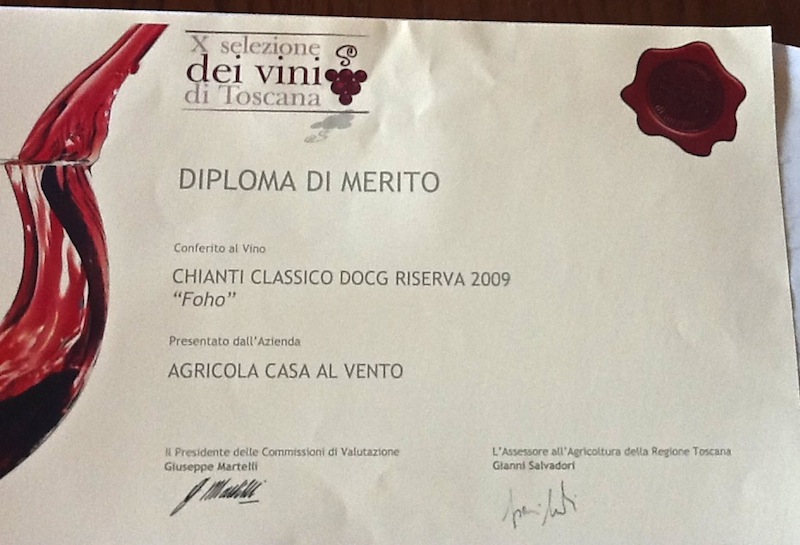 X selezione
dei vini
di Toscana
DIPLOMA DI MERITO
Conferito al Vino
CHIANTI CLASSICO DOCG RISERVA 2009
“Foho”
Presentato dall'Azienda
AGRICOLA CASA AL VENTO
Il Presidente delle Commissioni di Valutazione
Giuseppe Martelli
L'Assessore all'Agricoltura della Regione Toscana
Gianni Salvadori